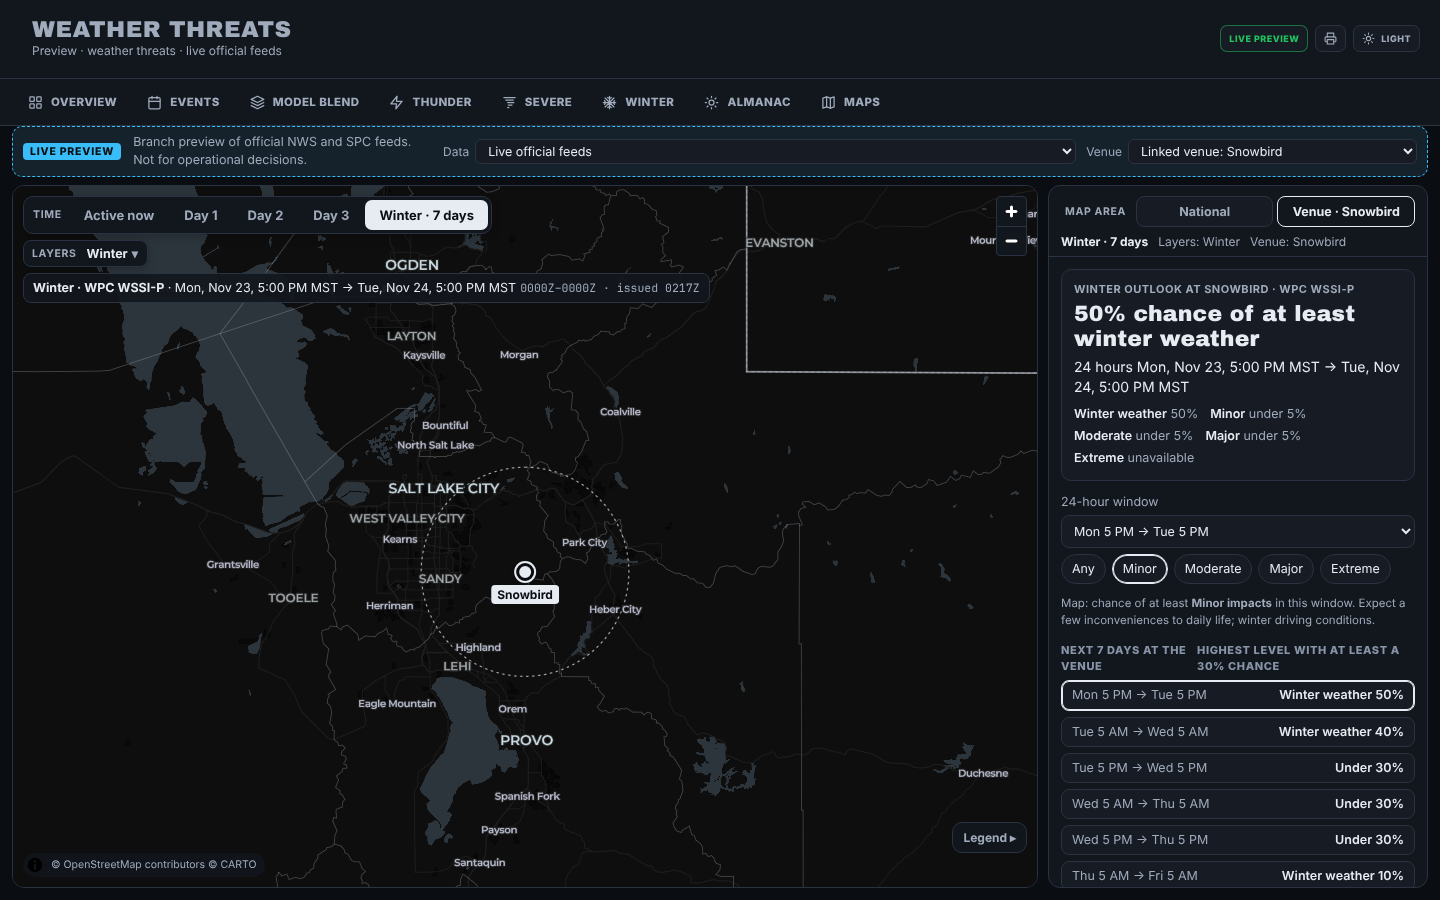 WEATHER THREATS
Preview · weather threats · live official feeds
LIVE PREVIEW
LIGHT
OVERVIEW
EVENTS
MODEL BLEND
THUNDER
SEVERE
WINTER
ALMANAC
MAPS
LIVE PREVIEW
Branch preview of official NWS and SPC feeds.
Not for operational decisions.
Data
Live official feeds
Venue
Linked venue: Snowbird
TIME
Active now
Day 1
Day 2
Day 3
Winter · 7 days
LAYERS
Winter ▾
Winter · WPC WSSI-P · Mon, Nov 23, 5:00 PM MST → Tue, Nov 24, 5:00 PM MST 0000Z–0000Z · issued 0217Z
+
−
EVANSTON
OGDEN
LAYTON
Kaysville
Morgan
Coalville
Bountiful
North Salt Lake
SALT LAKE CITY
WEST VALLEY CITY
Kearns
Park City
Grantsville
SANDY
Snowbird
TOOELE
Herriman
Heber City
Highland
LEHI
Eagle Mountain
Orem
PROVO
Duchesne
Spanish Fork
Payson
Santaquin
Legend ▸
© OpenStreetMap contributors © CARTO
MAP AREA
National
Venue · Snowbird
Winter · 7 days
Layers: Winter
Venue: Snowbird
WINTER OUTLOOK AT SNOWBIRD · WPC WSSI-P
50% chance of at least
winter weather
24 hours Mon, Nov 23, 5:00 PM MST → Tue, Nov
24, 5:00 PM MST
Winter weather 50% Minor under 5%
Moderate under 5% Major under 5%
Extreme unavailable
24-hour window
Mon 5 PM → Tue 5 PM
Any
Minor
Moderate
Major
Extreme
Map: chance of at least Minor impacts in this window. Expect a
few inconveniences to daily life; winter driving conditions.
NEXT 7 DAYS AT THE
VENUE
HIGHEST LEVEL WITH AT LEAST A
30% CHANCE
Mon 5 PM → Tue 5 PM Winter weather 50%
Tue 5 AM → Wed 5 AM Winter weather 40%
Tue 5 PM → Wed 5 PM Under 30%
Wed 5 AM → Thu 5 AM Under 30%
Wed 5 PM → Thu 5 PM Under 30%
Thu 5 AM → Fri 5 AM Winter weather 10%